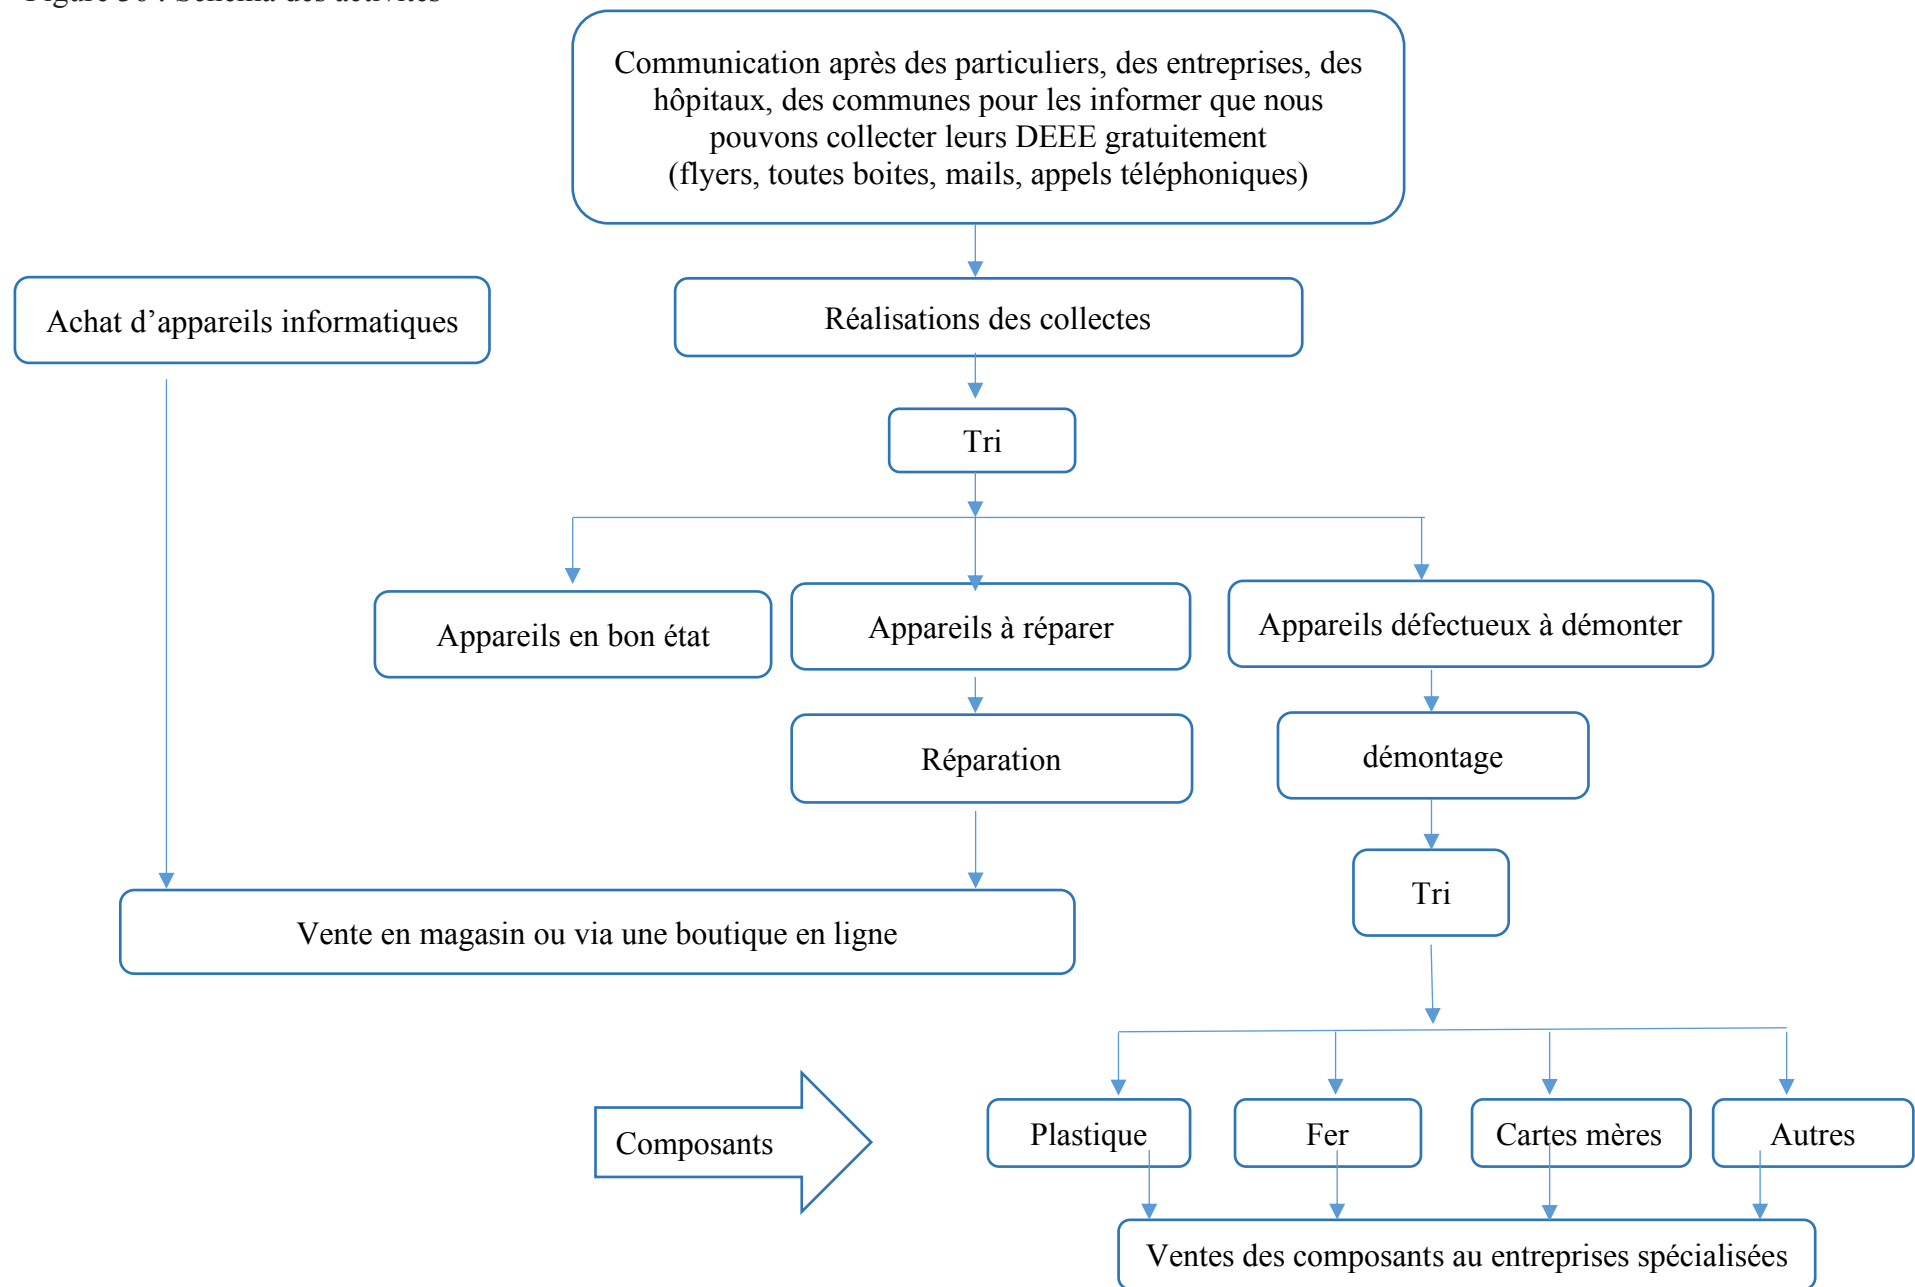 Communication après des particuliers, des entreprises, des
hôpitaux, des communes pour les informer que nous
pouvons collecter leurs DEEE gratuitement
(flyers, toutes boites, mails, appels téléphoniques)
Achat d’appareils informatiques
Réalisations des collectes
Tri
Appareils en bon état
Appareils à réparer
Appareils défectueux à démonter
Réparation
démontage
Tri
Vente en magasin ou via une boutique en ligne
Composants
Plastique
Fer
Cartes mères
Autres
Ventes des composants au entreprises spécialisées